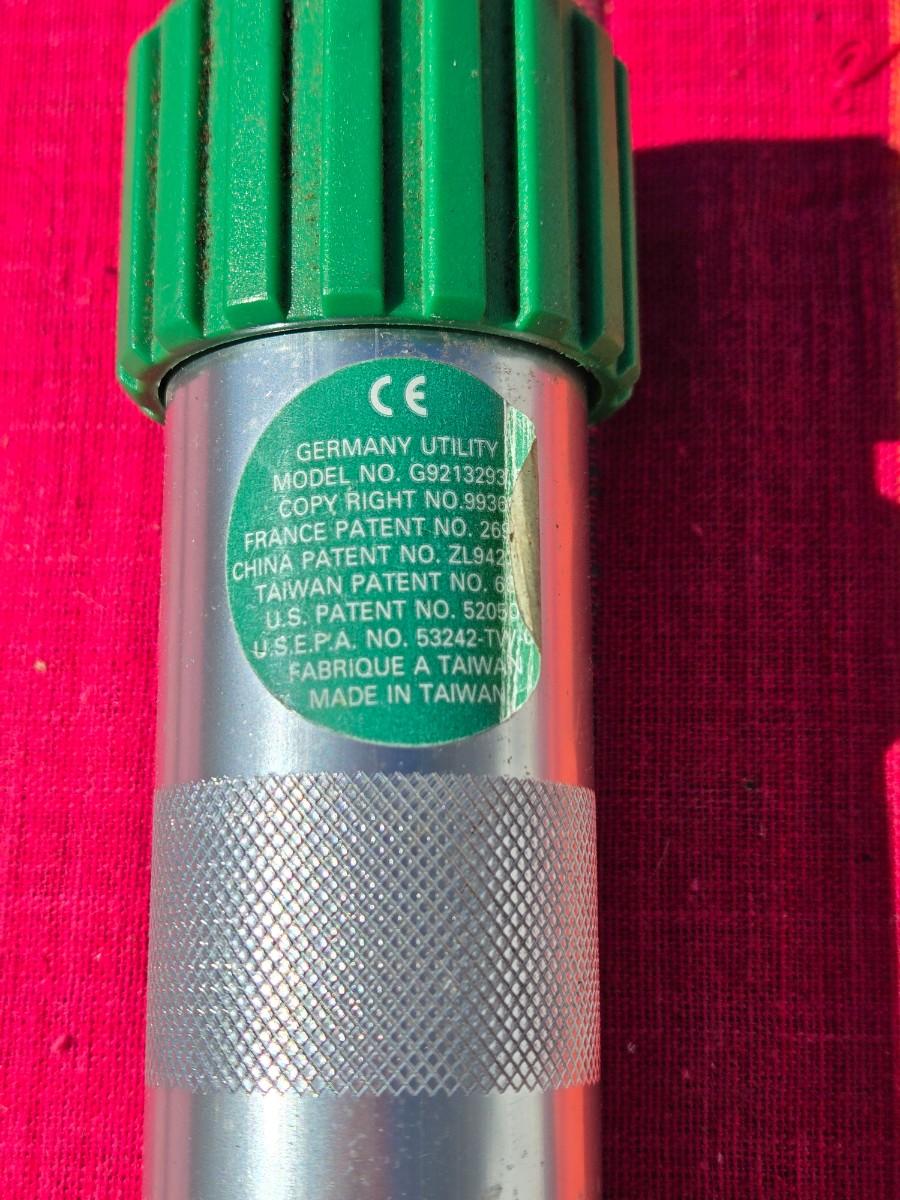 CE
GERMANY UTILITY
MODEL NO. G9213293
COPY RIGHT NO.9936
FRANCE PATENT NO. 269
CHINA PATENT NO. ZL942
TAIWAN PATENT NO. 6
U.S. PATENT NO. 5205
U.S.E.P.A. NO. 53242-TW-
FABRIQUE A TAIWAN
MADE IN TAIWAN